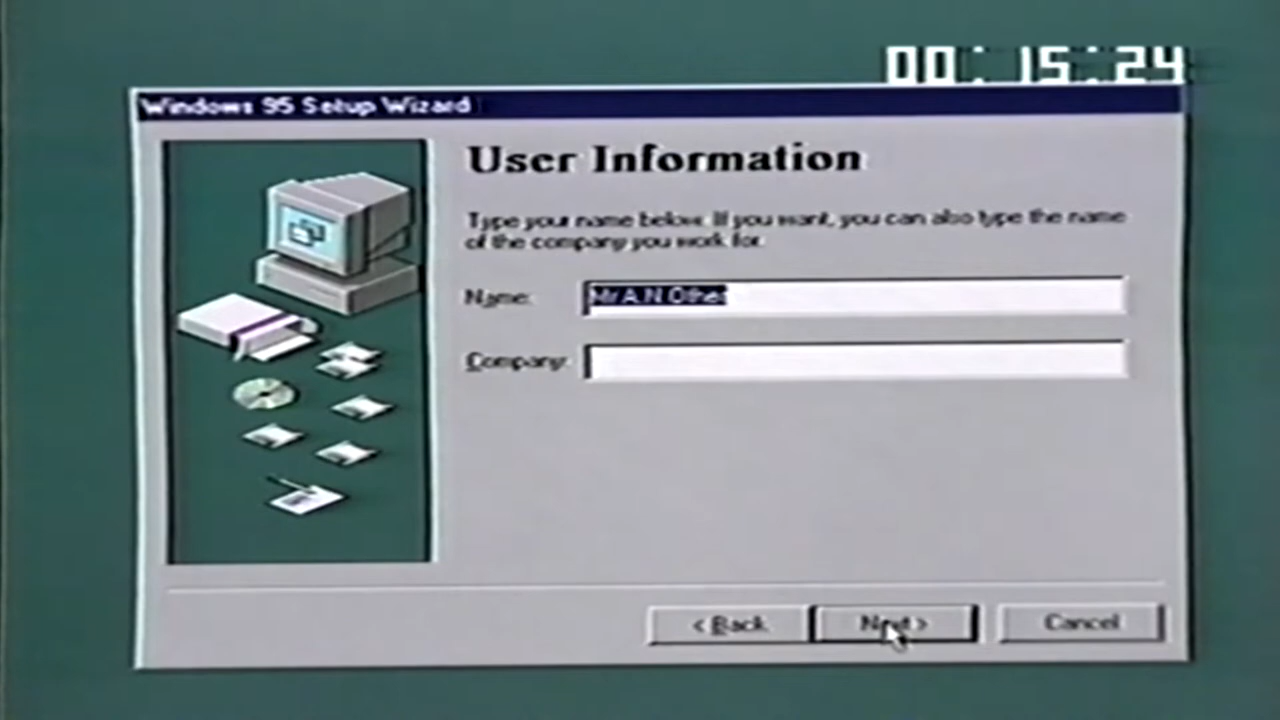 00:15:24
Windows 95 Setup Wizard
User Information
Type your name below. If you want, you can also type the name
of the company you work for.
Name:
Mr A N Other
Company:
< Back
Next >
Cancel